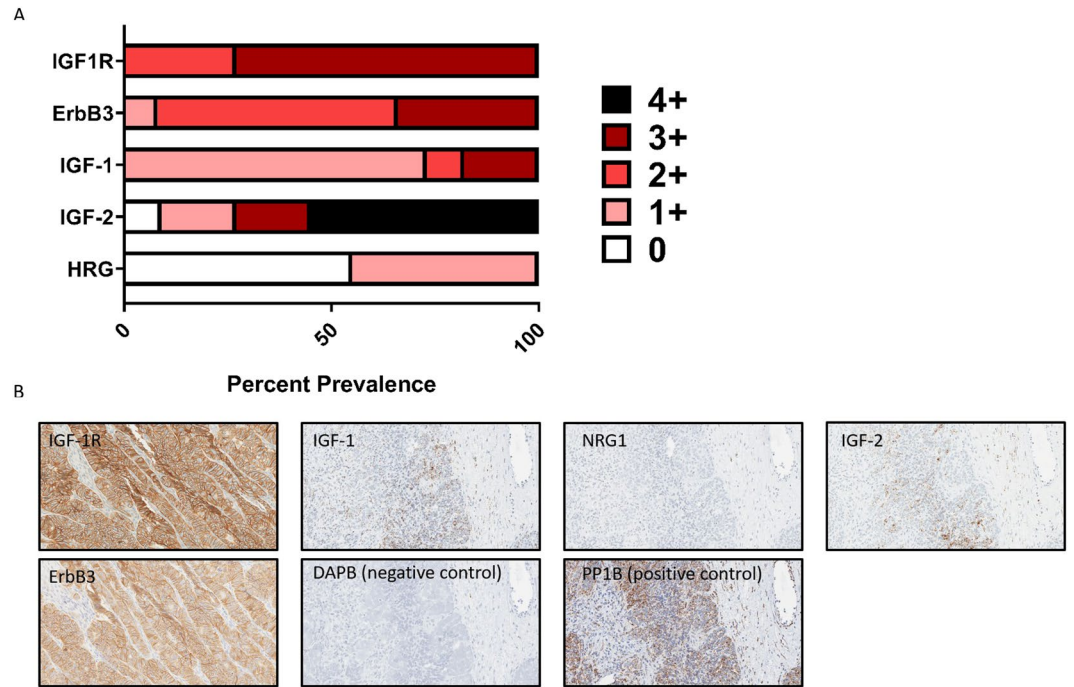 A
IGF1R
ErbB3
IGF-1
IGF-2
HRG
0
50
100
Percent Prevalence
4+
3+
2+
1+
0
B
IGF-1R
IGF-1
NRG1
IGF-2
ErbB3
DAPB (negative control)
PP1B (positive control)